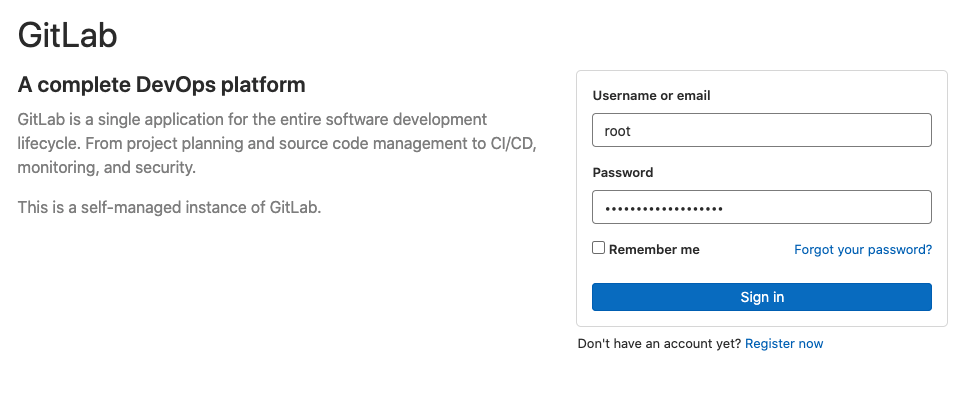 GitLab
A complete DevOps platform
GitLab is a single application for the entire software development
lifecycle. From project planning and source code management to CI/CD,
monitoring, and security.
This is a self-managed instance of GitLab.
Username or email
root
Password
•••••••••••••••••••
Remember me
Forgot your password?
Sign in
Don't have an account yet? Register now